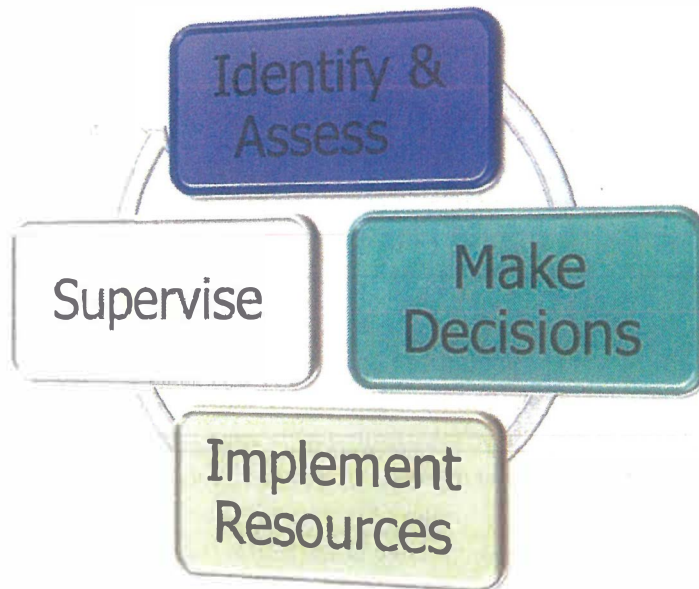 Identify &
Assess
Make
Decisions
Implement
Resources
Supervise